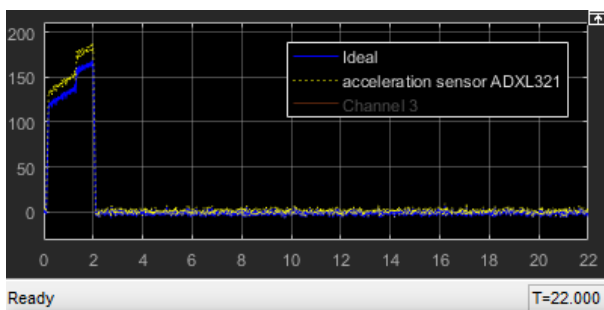 200
150
100
50
0
Ideal
acceleration sensor ADXL321
Channel 3
0 2 4 6 8 10 12 14 16 18 20 22
Ready
T=22.000